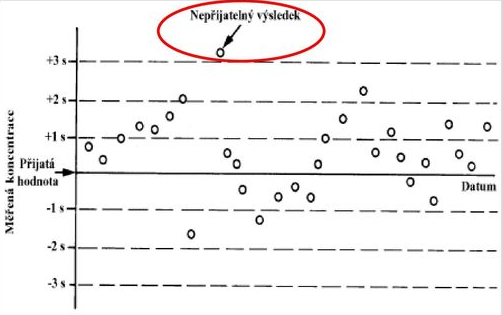 Nepřijatelný výsledek
+3 s
+2 s
+1 s
Přijatá
hodnota
Datum
-1 s
-2 s
-3 s
Měřená koncentrace